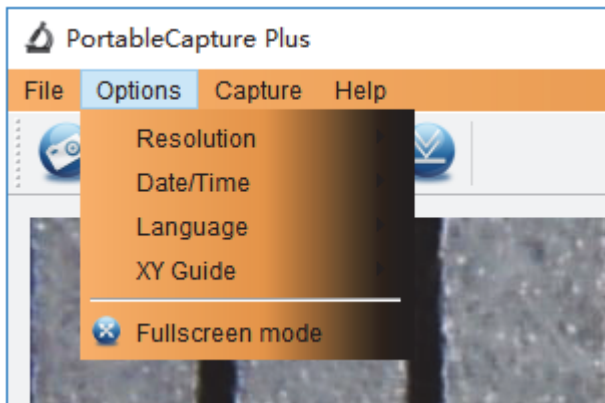 PortableCapture Plus
File Options Capture Help
Resolution
Date/Time
Language
XY Guide
Fullscreen mode